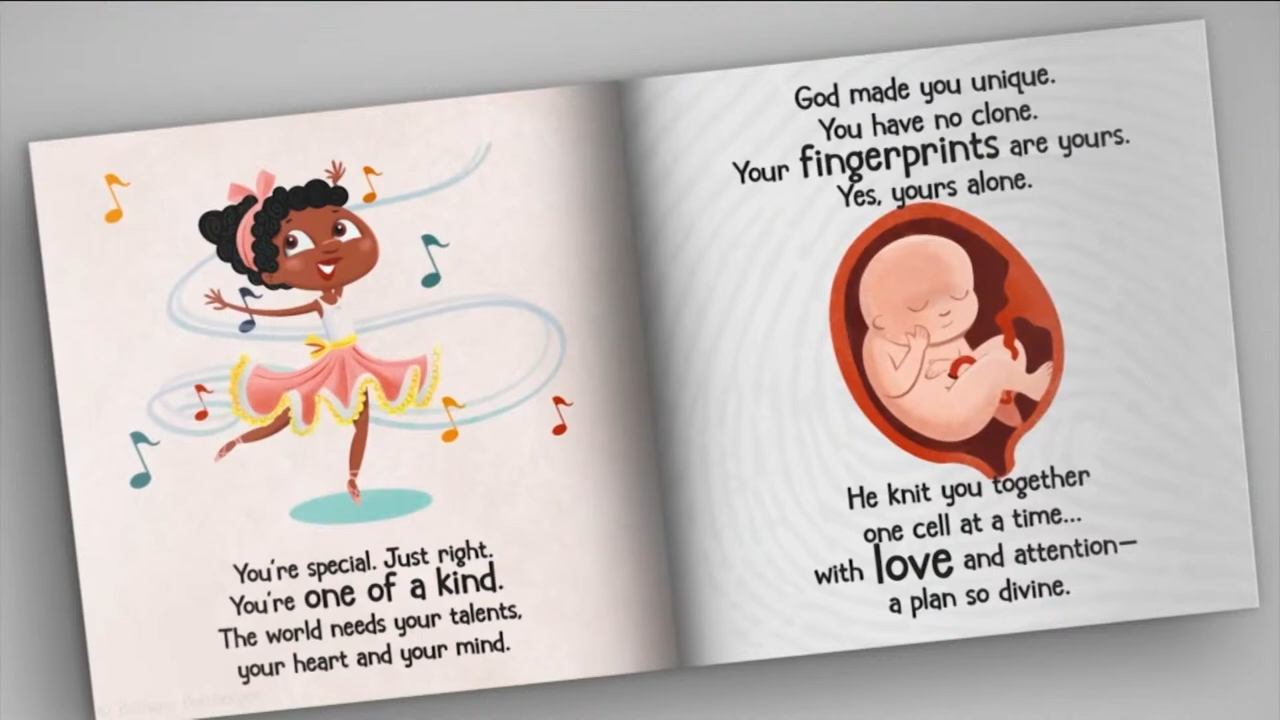 You're special. Just right.
You're one of a kind.
The world needs your talents,
your heart and your mind.
God made you unique.
You have no clone.
Your fingerprints are yours.
Yes, yours alone.
He knit you together
one cell at a time...
with love and attention—
a plan so divine.